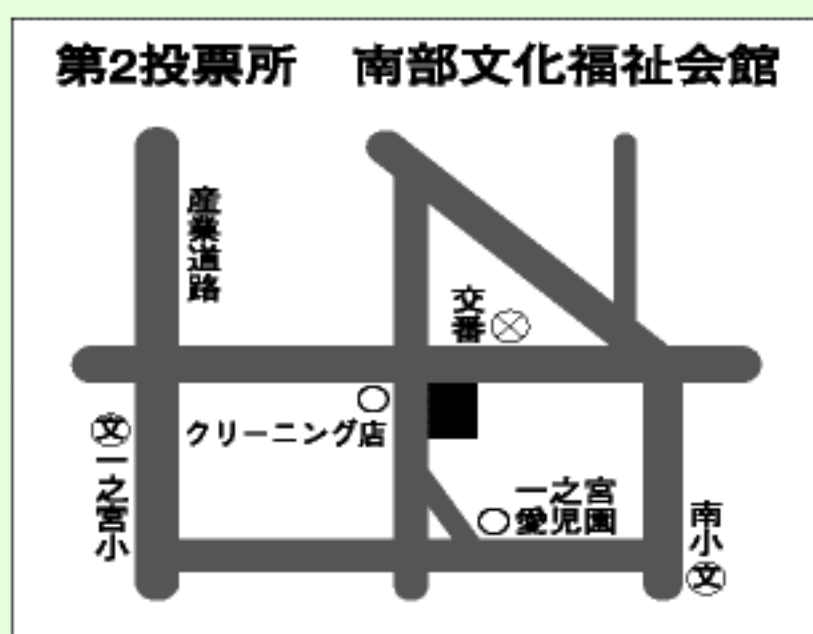 第2投票所　南部文化福祉会館
産業道路
交番
クリーニング店
文
一之宮小
一之宮
愛児園
南小
文